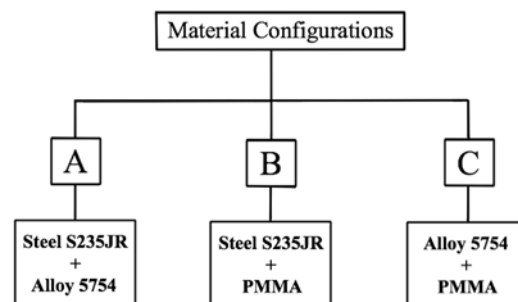 Material Configurations
A
B
C
Steel S235JR
+
Alloy 5754
Steel S235JR
+
PMMA
Alloy 5754
+
PMMA